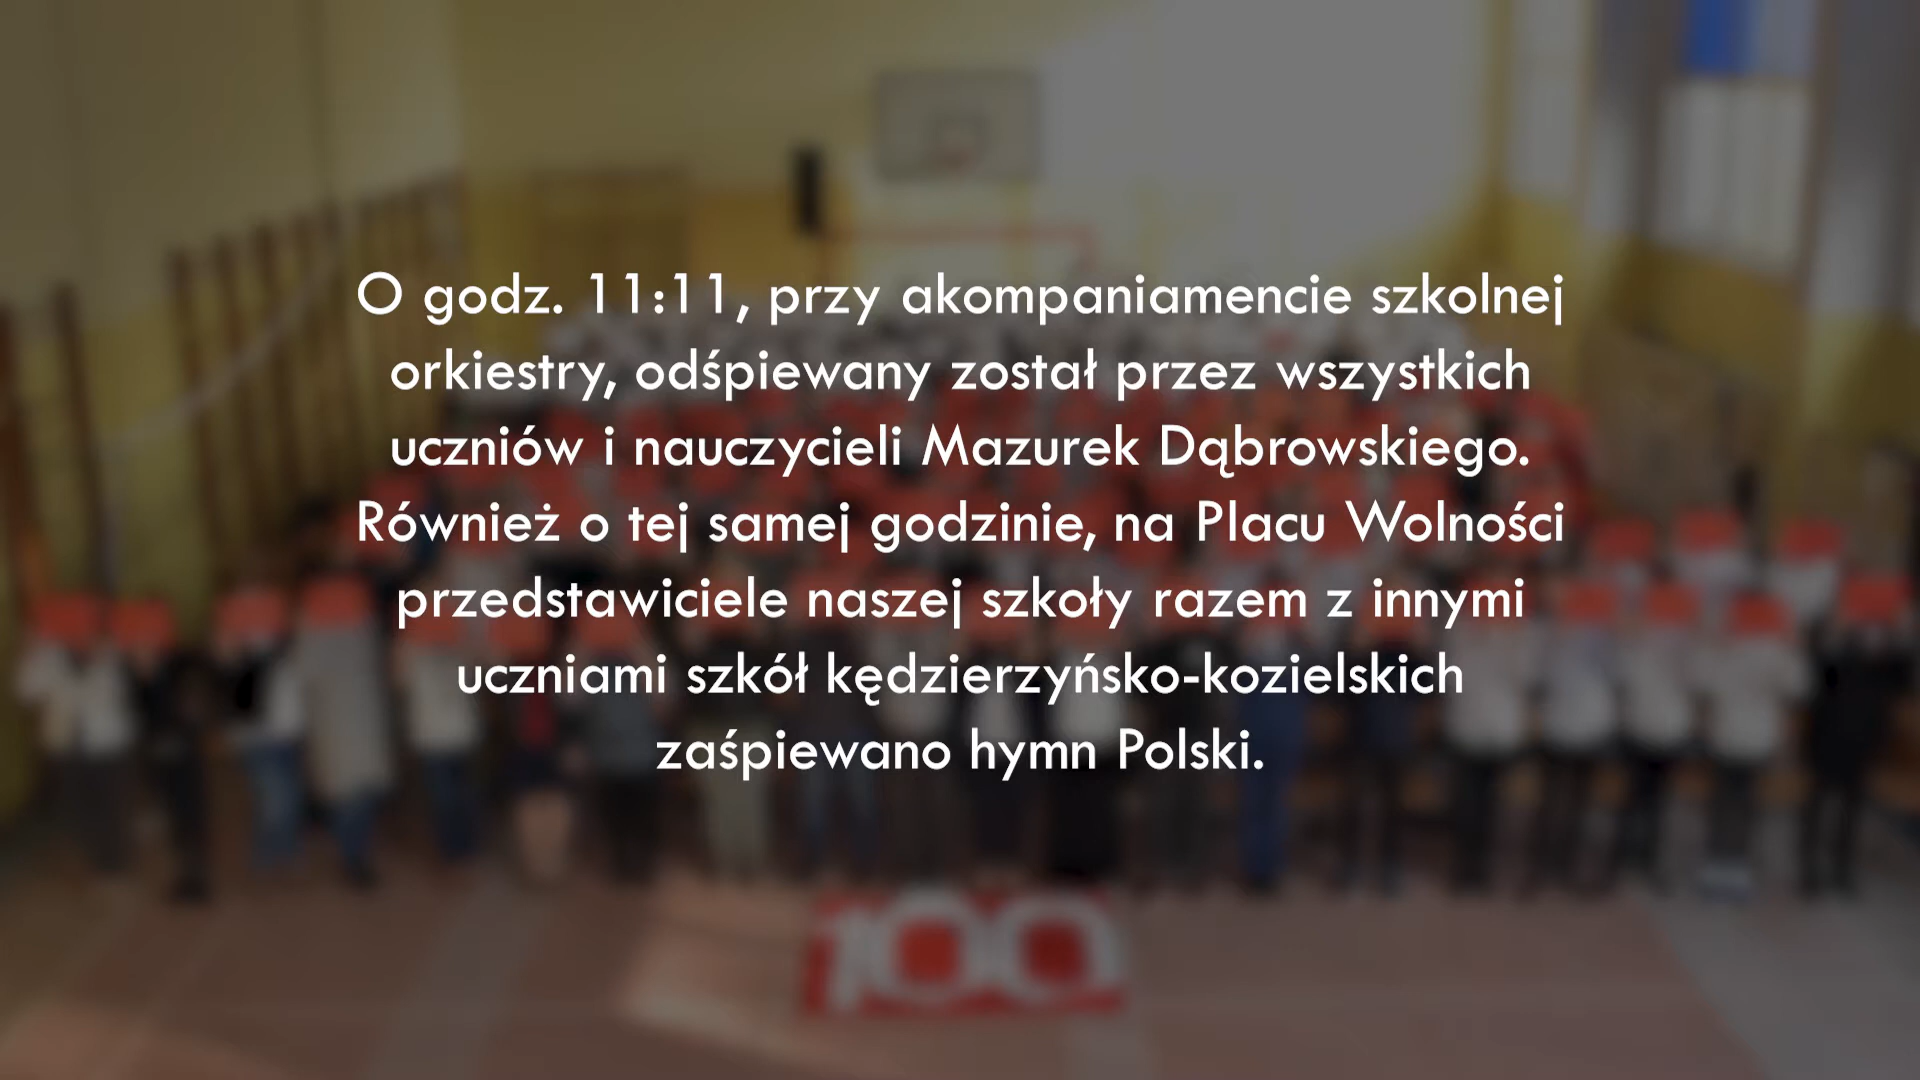 O godz. 11:11, przy akompaniamencie szkolnej
orkiestry, odśpiewany został przez wszystkich
uczniów i nauczycieli Mazurek Dąbrowskiego.
Również o tej samej godzinie, na Placu Wolności
przedstawiciele naszej szkoły razem z innymi
uczniami szkół kędzierzyńsko-kozielskich
zaśpiewano hymn Polski.
100